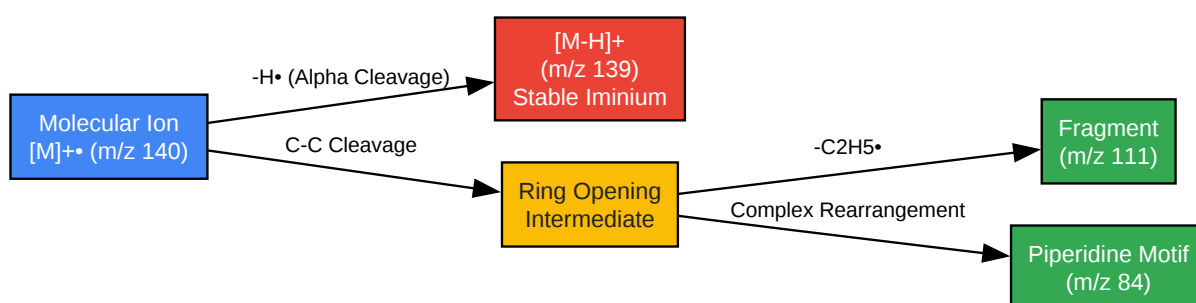 [M-H]+
(m/z 139)
Stable Iminium
-H• (Alpha Cleavage)
Molecular Ion
[M]+• (m/z 140)
C-C Cleavage
Ring Opening
Intermediate
-C2H5•
Fragment
(m/z 111)
Complex Rearrangement
Piperidine Motif
(m/z 84)